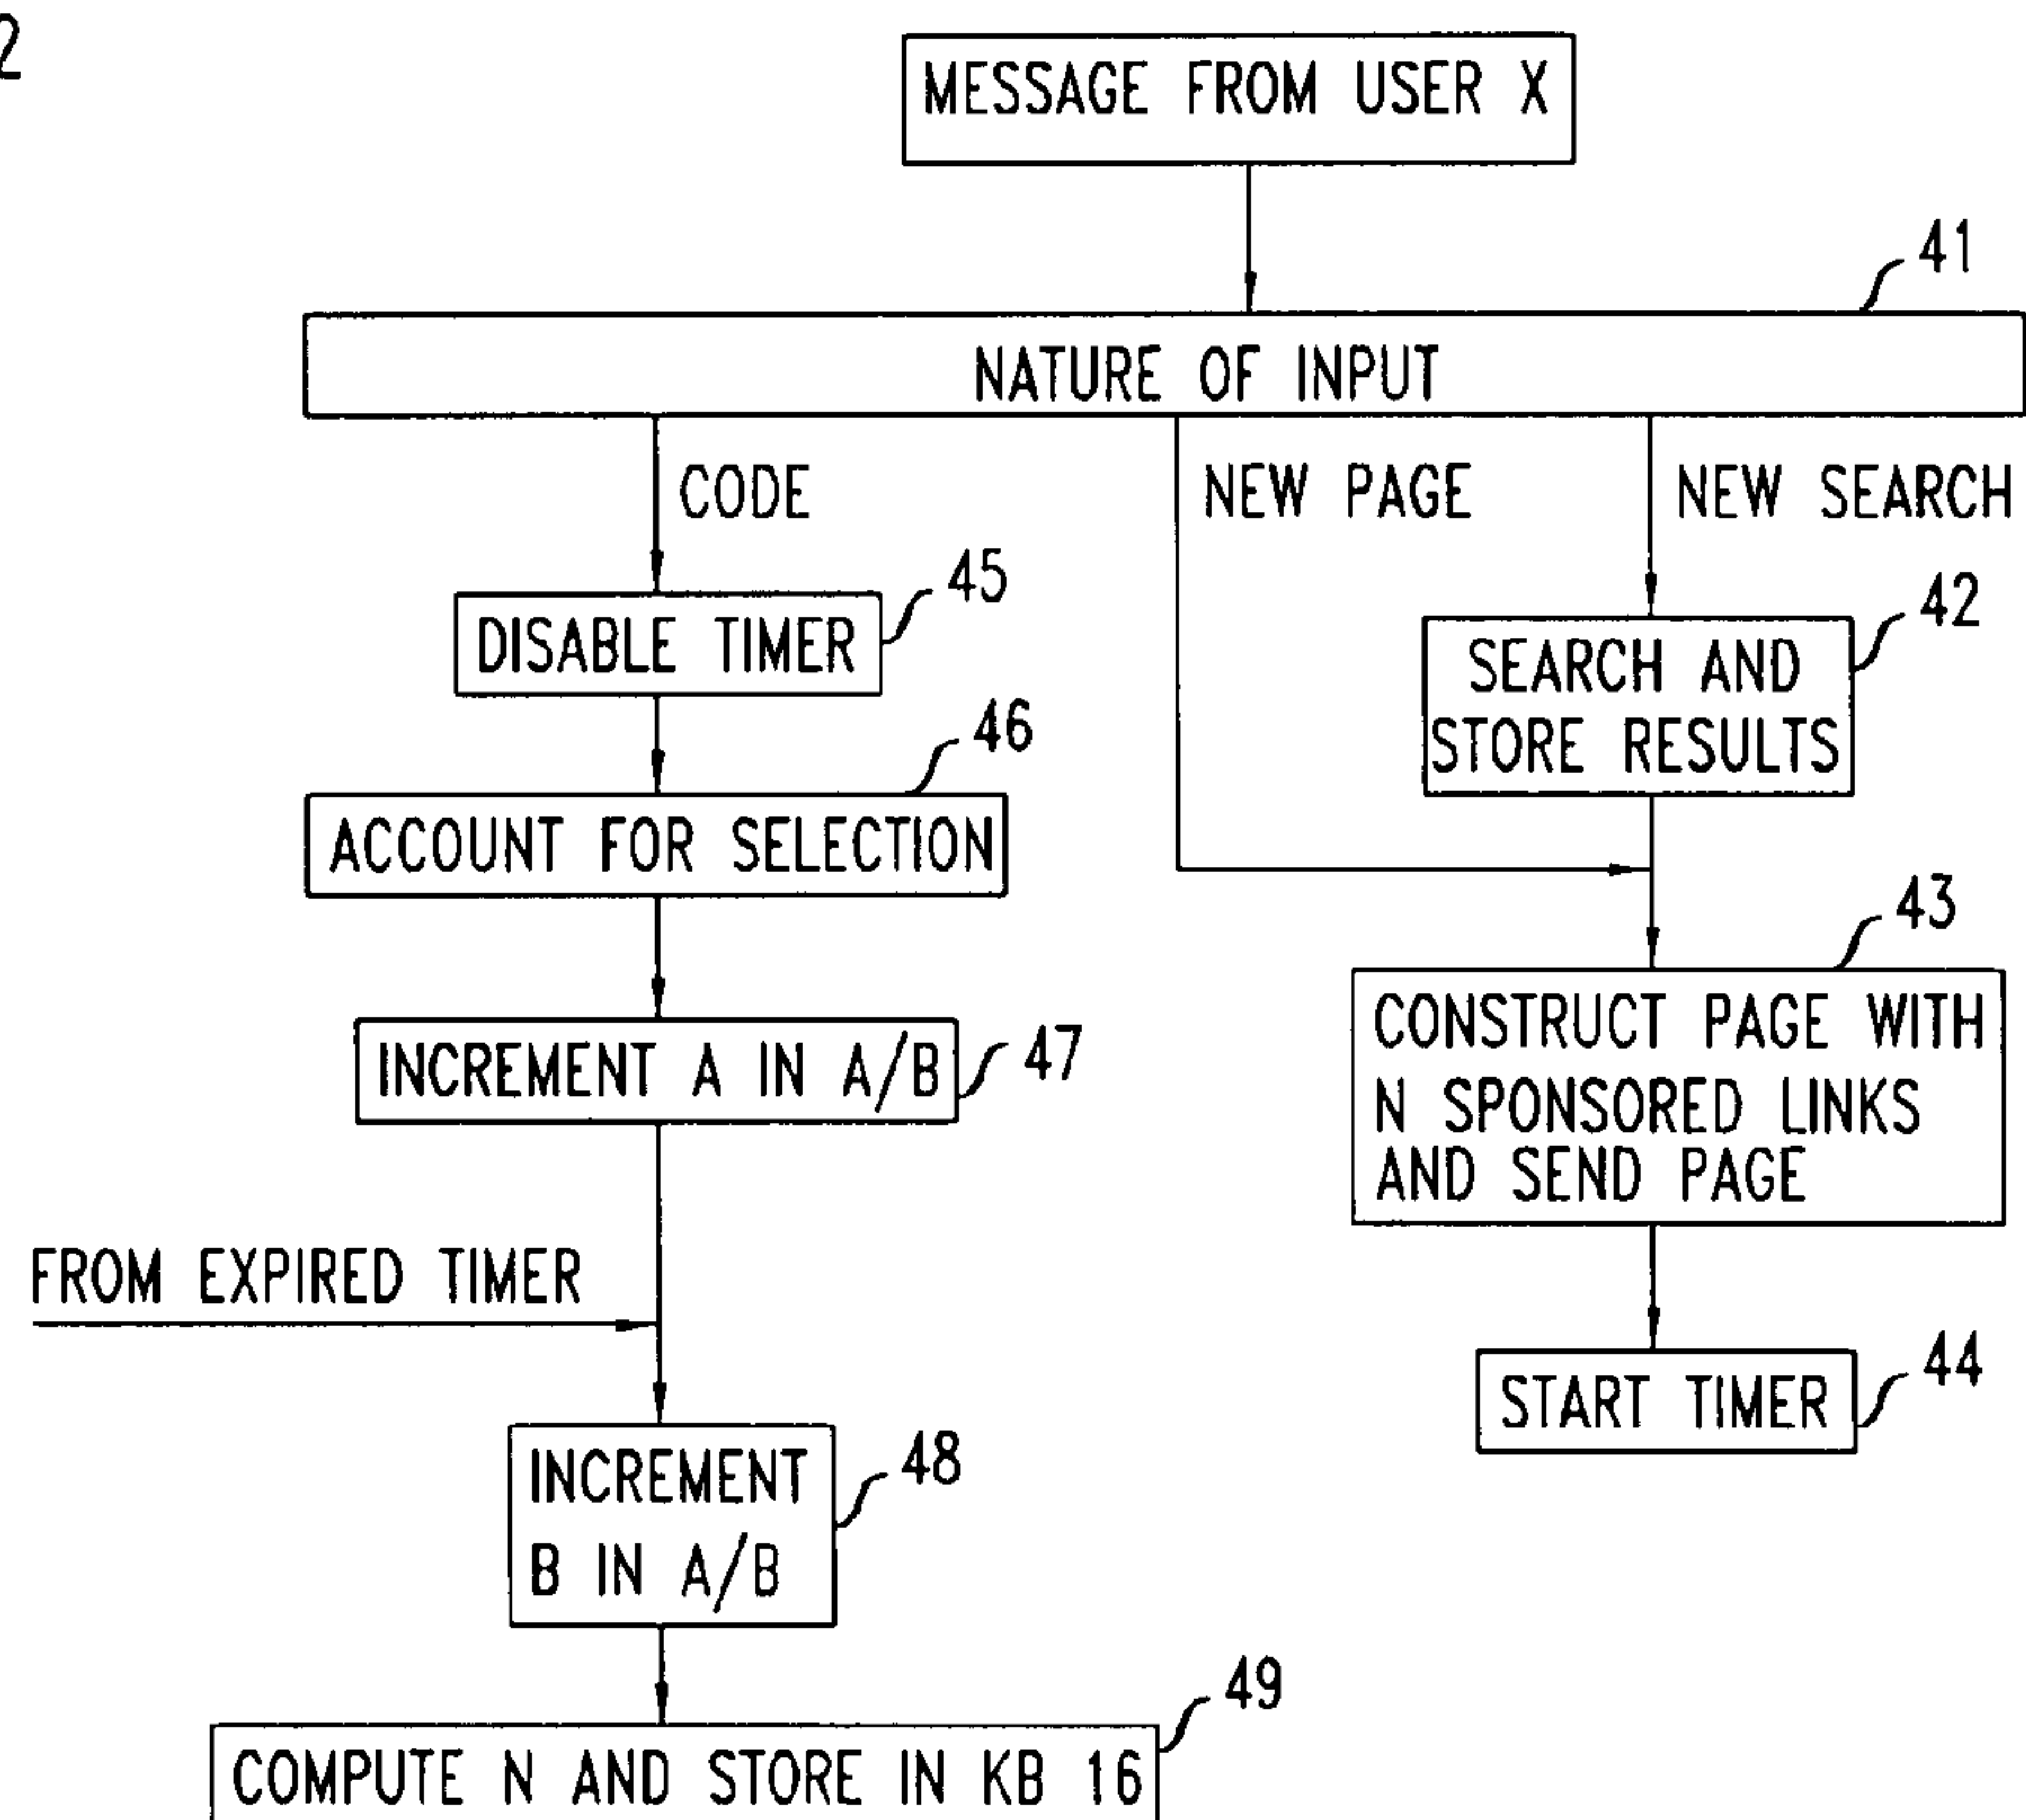 2
MESSAGE FROM USER X
41
NATURE OF INPUT
CODE
NEW PAGE
NEW SEARCH
45
DISABLE TIMER
42
SEARCH AND
STORE RESULTS
46
ACCOUNT FOR SELECTION
43
CONSTRUCT PAGE WITH
N SPONSORED LINKS
AND SEND PAGE
47
INCREMENT A IN A/B
FROM EXPIRED TIMER
44
START TIMER
48
INCREMENT
B IN A/B
49
COMPUTE N AND STORE IN KB 16